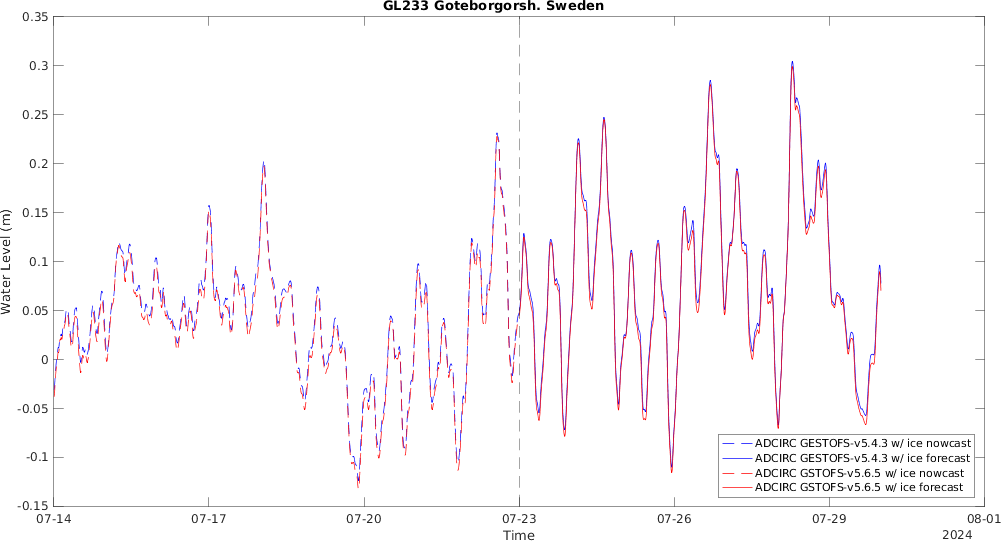 GL233 Goteborgorsh. Sweden
0.35
0.3
0.25
0.2
0.15
0.1
0.05
0
-0.05
-0.1
-0.15
Water Level (m)
ADCIRC GESTOFS-v5.4.3 w/ ice nowcast
ADCIRC GESTOFS-v5.4.3 w/ ice forecast
ADCIRC GSTOFS-v5.6.5 w/ ice nowcast
ADCIRC GSTOFS-v5.6.5 w/ ice forecast
07-14 07-17 07-20 07-23 07-26 07-29 08-01
Time
2024